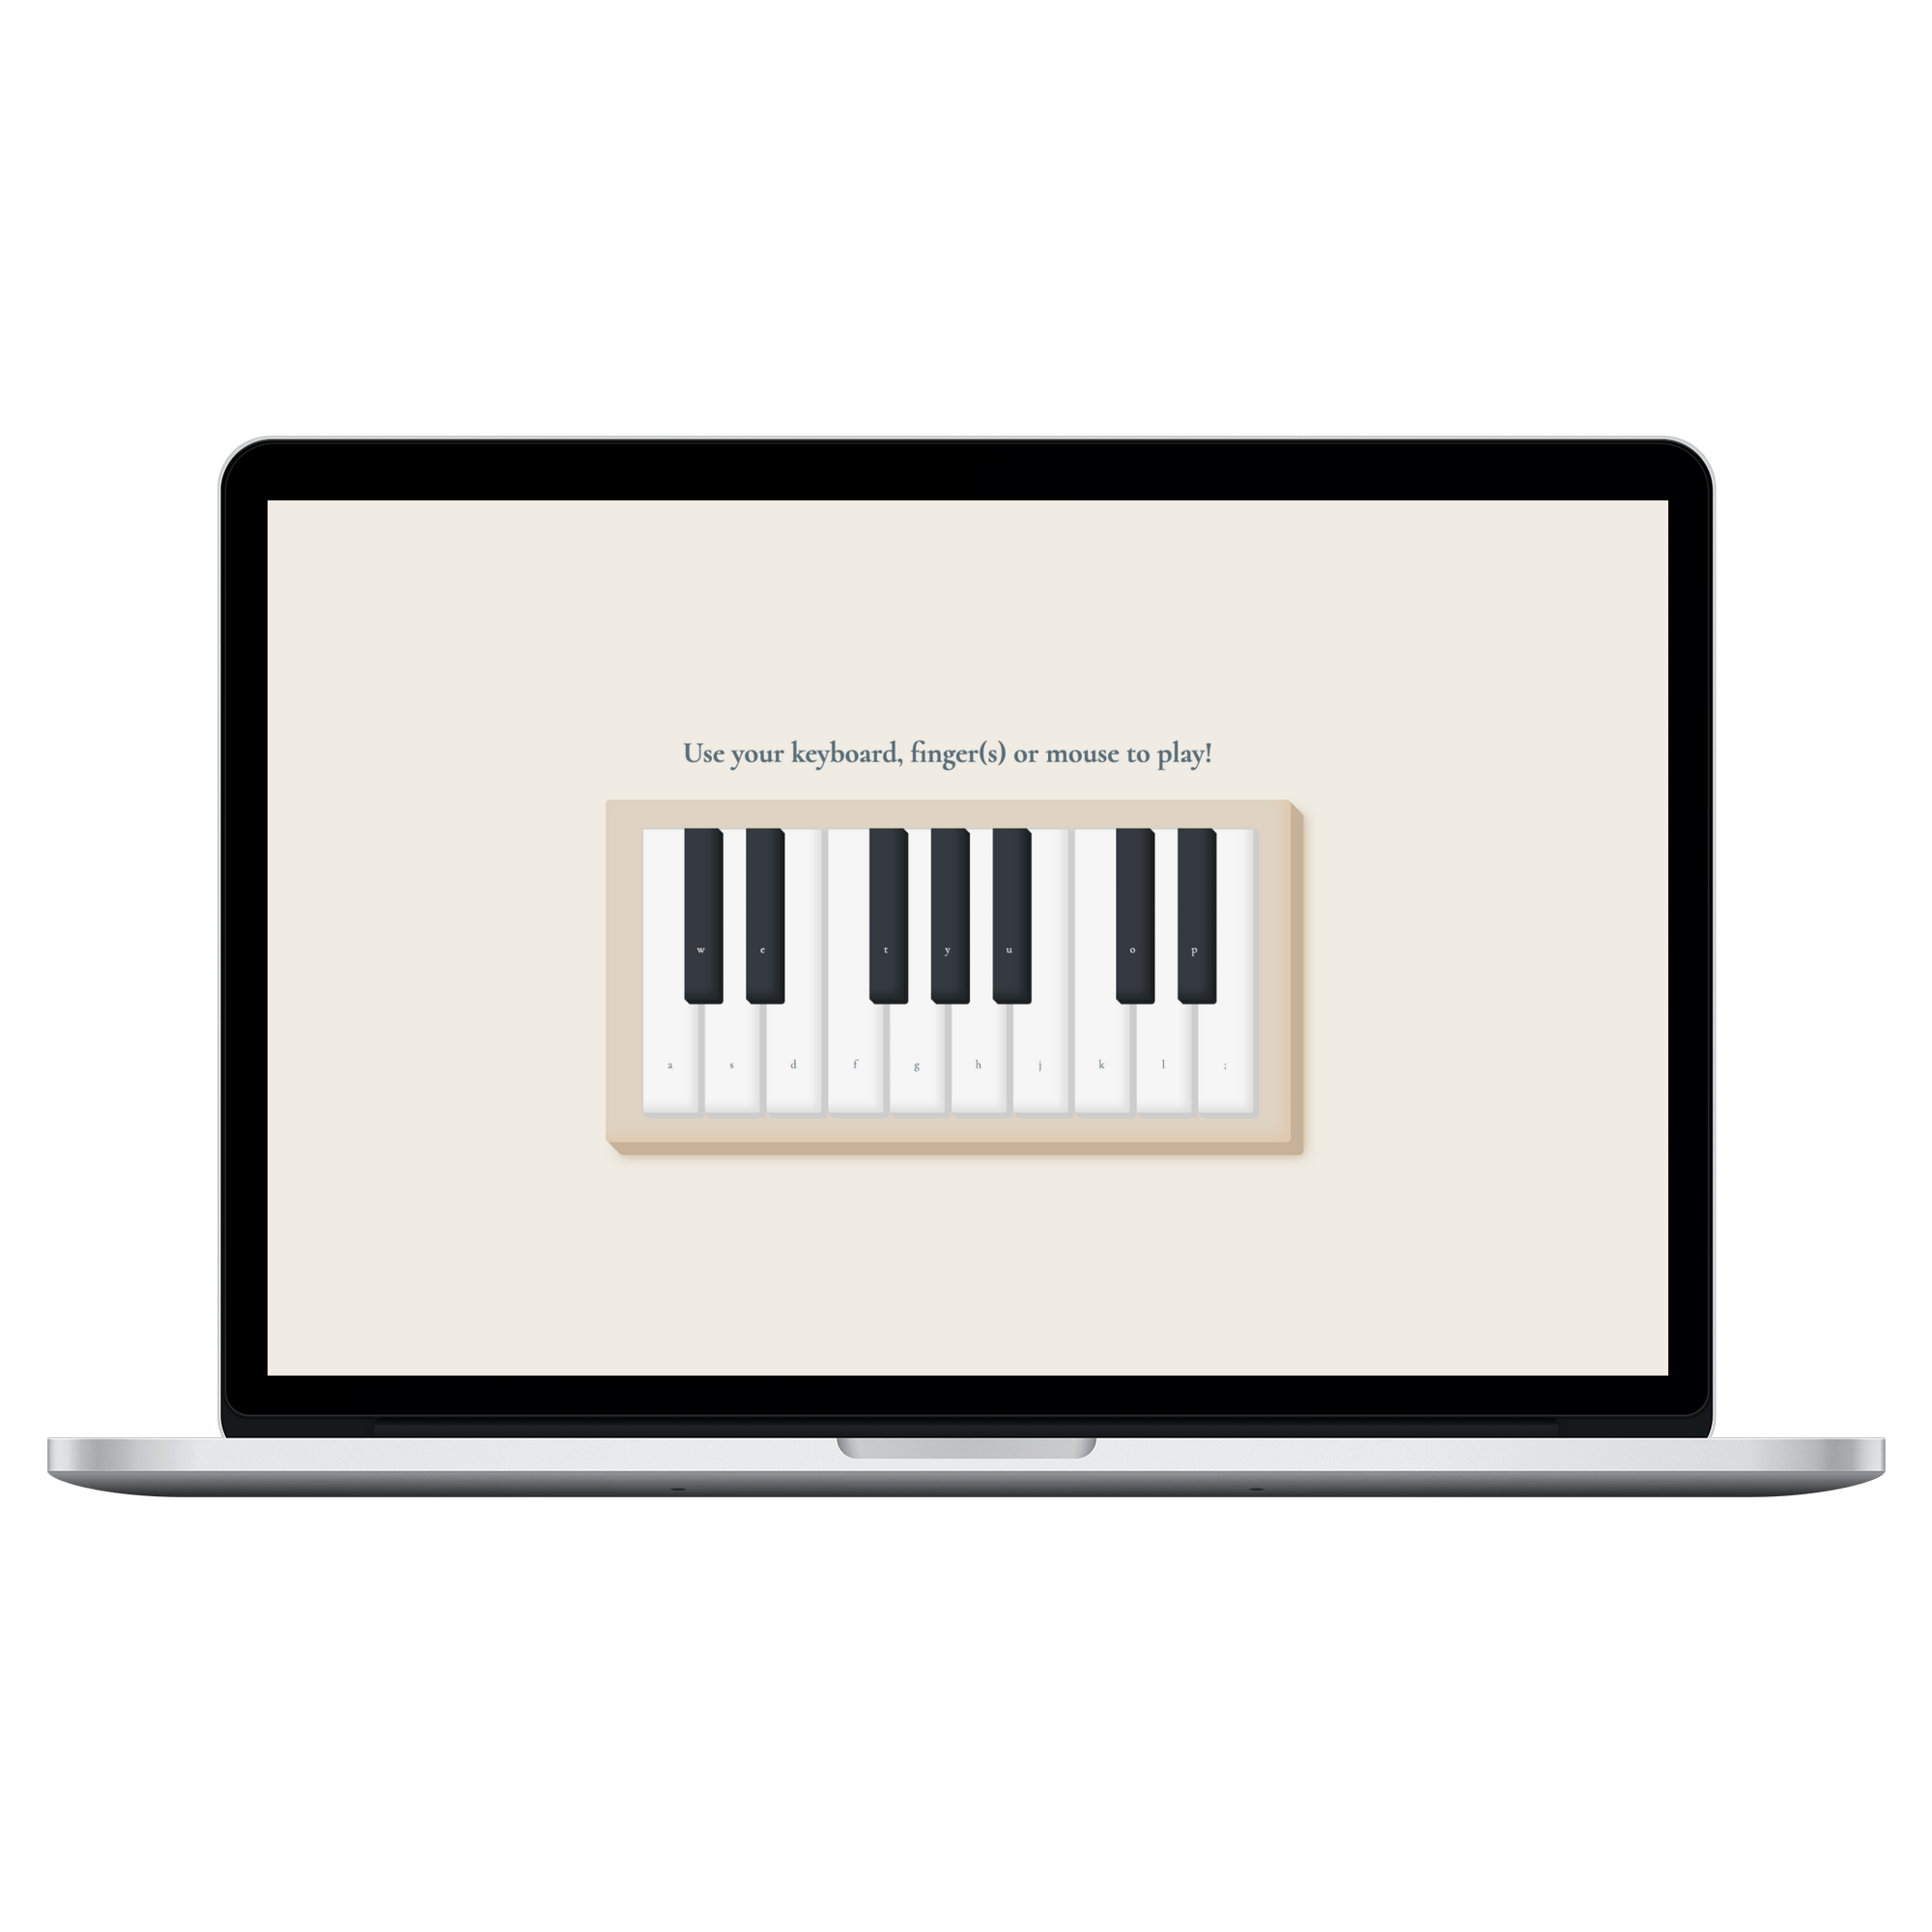 Use your keyboard, finger(s) or mouse to play!
w e t y u o p
a s d f g h j k l ;